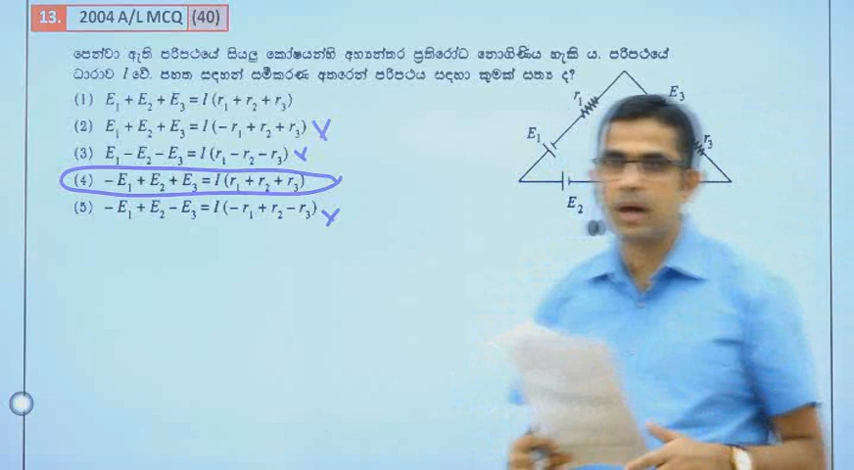 13. 2004 A/L MCQ (40)
පෙන්වා ඇති පරිපථයේ සියලු කෝෂයන්හි අභ්‍යන්තර ප්‍රතිරෝධ නොගිණිය හැකි ය. පරිපථයේ
ධාරාව I වේ. පහත සඳහන් සමීකරණ අතරෙන් පරිපථය සඳහා කුමක් සත්‍ය ද?
(1) E₁ + E₂ + E₃ = I (r₁ + r₂ + r₃)
(2) E₁ + E₂ + E₃ = I (−r₁ + r₂ + r₃)
(3) E₁ − E₂ − E₃ = I (r₁ − r₂ − r₃)
(4) −E₁ + E₂ + E₃ = I (r₁ + r₂ + r₃)
(5) −E₁ + E₂ − E₃ = I (−r₁ + r₂ − r₃)
r₁
E₃
E₁
r₃
E₂